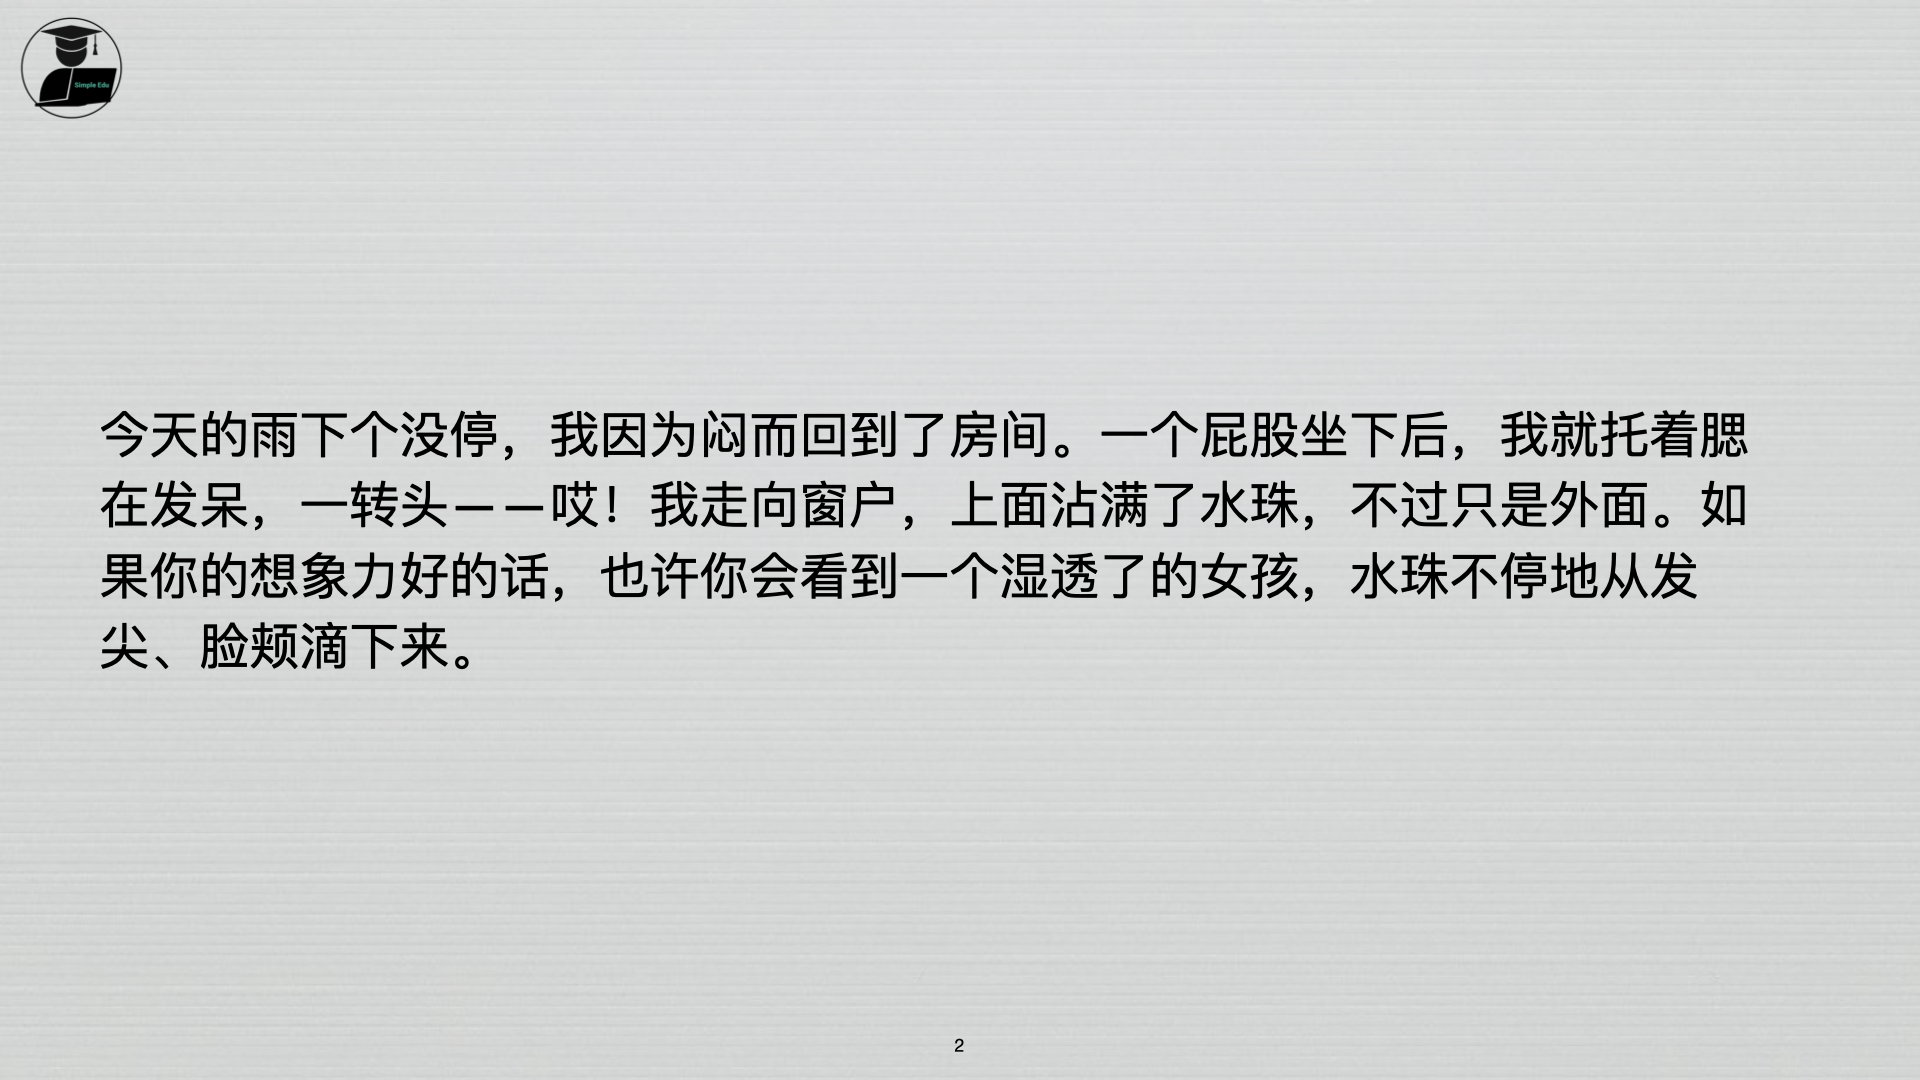 Simple Edu
今天的雨下个没停，我因为闷而回到了房间。一个屁股坐下后，我就托着腮
在发呆，一转头——哎！我走向窗户，上面沾满了水珠，不过只是外面。如
果你的想象力好的话，也许你会看到一个湿透了的女孩，水珠不停地从发
尖、脸颊滴下来。
2